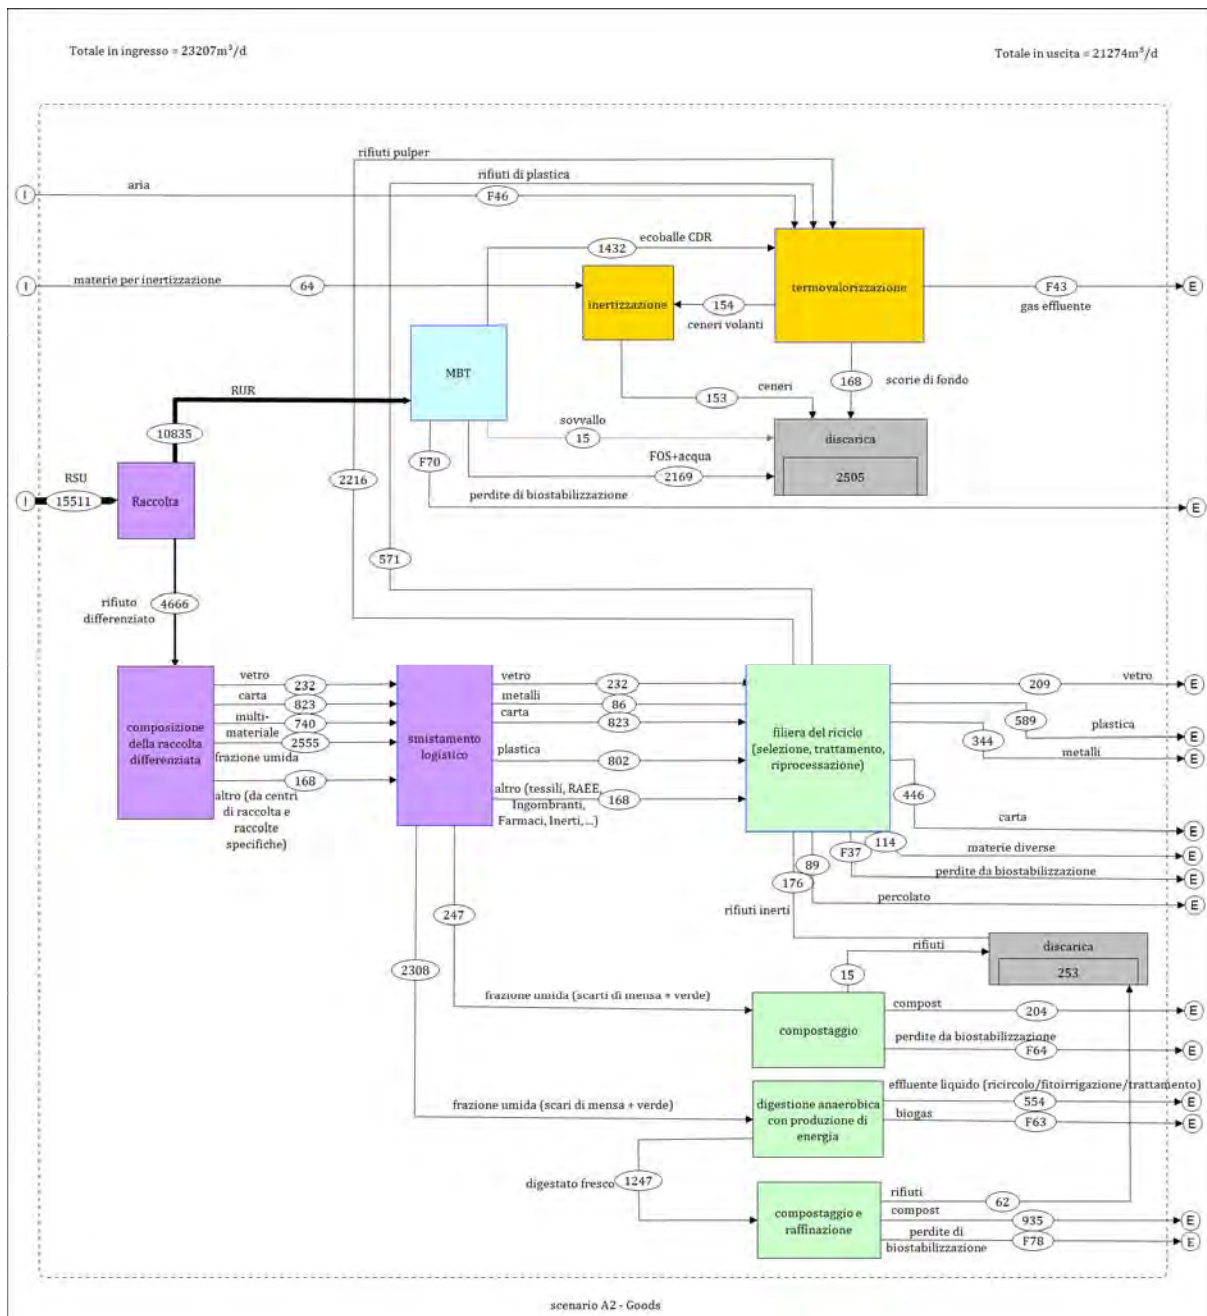 Totale in ingresso = 23207m³/d
Totale in uscita = 21274m³/d
rifiuti pulper
rifiuti di plastica
I
aria
F46
ecoballe CDR
1432
I
materie per inertizzazione
64
inertizzazione
154
ceneri volanti
termovalorizzazione
F43
gas effluente
E
MBT
168
scorie di fondo
ceneri
153
RUR
10835
sovvallo
15
discarica
2505
F70
FOS+acqua
2169
2216
perdite di biostabilizzazione
E
I
RSU
15511
Raccolta
571
4666
rifiuto
differenziato
composizione
della raccolta
differenziata
vetro
232
carta
823
multi-
materiale
740
2555
frazione umida
168
altro (da centri
di raccolta e
raccolte
specifiche)
smistamento
logistico
vetro
232
metalli
86
carta
823
plastica
802
altro (tessili, RAEE,
Ingombranti,
Farmaci, Inerti, ...)
168
filiera del riciclo
(selezione, trattamento,
riprocessazione)
209
vetro
E
589
plastica
E
344
metalli
E
446
carta
E
114
materie diverse
E
F37
perdite da biostabilizzazione
E
89
percolato
E
176
rifiuti inerti
247
2308
rifiuti
15
discarica
253
frazione umida (scarti di mensa + verde)
compostaggio
compost
204
E
perdite da biostabilizzazione
F64
E
frazione umida (scari di mensa + verde)
digestione anaerobica
con produzione di
energia
effluente liquido (ricircolo/fitoirrigazione/trattamento)
554
E
biogas
F63
E
digestato fresco
1247
compostaggio e
raffinazione
rifiuti
62
compost
935
E
perdite di
biostabilizzazione
F78
E
scenario A2 - Goods